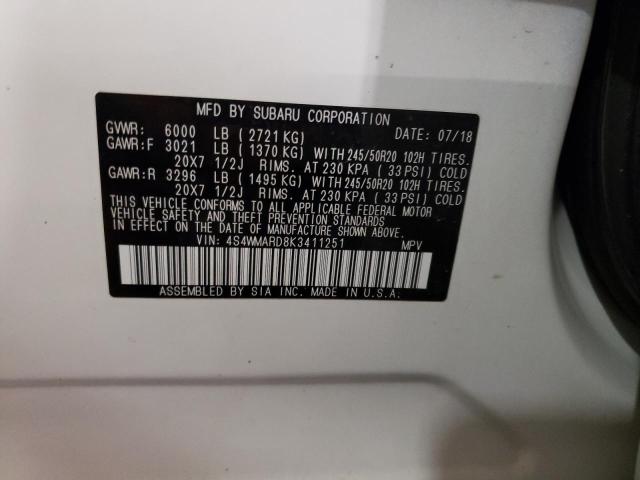 MFD BY SUBARU CORPORATION
GVWR: 6000 LB ( 2721 KG) DATE: 07/18
GAWR:F 3021 LB ( 1370 KG) WITH 245/50R20 102H TIRES.
20X7 1/2J RIMS. AT 230 KPA ( 33 PSI) COLD
GAWR:R 3296 LB ( 1495 KG) WITH 245/50R20 102H TIRES.
20X7 1/2J RIMS. AT 230 KPA ( 33 PSI) COLD
THIS VEHICLE CONFORMS TO ALL APPLICABLE FEDERAL MOTOR
VEHICLE SAFETY AND THEFT PREVENTION STANDARDS
IN EFFECT ON THE DATE OF MANUFACTURE SHOWN ABOVE.
VIN: 4S4WMARD8K3411251 MPV
ASSEMBLED BY SIA INC. MADE IN U.S.A.